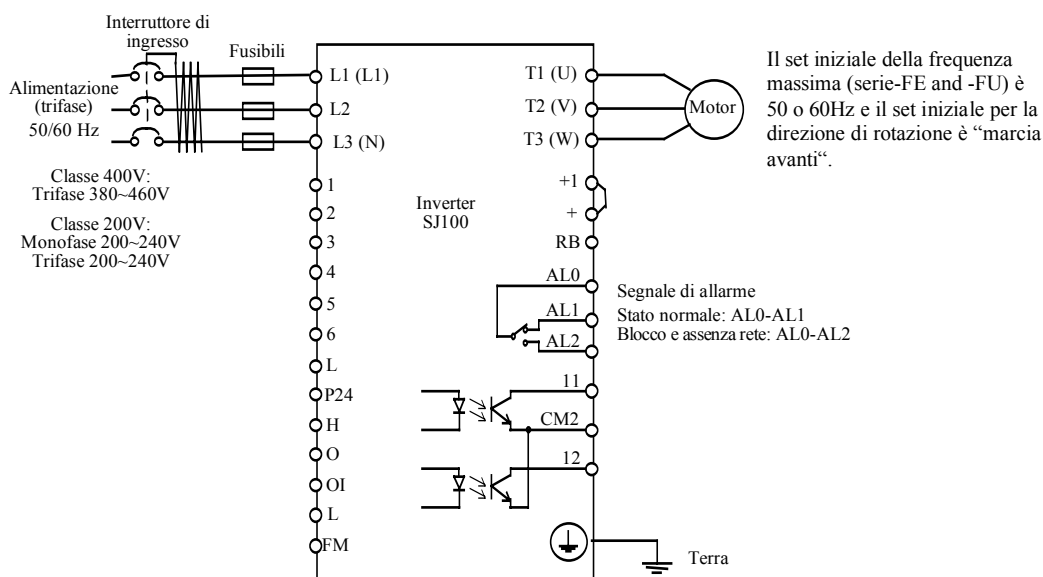 Interruttore di
ingresso
Fusibili
Alimentazione
(trifase)
50/60 Hz
L1 (L1)
L2
L3 (N)
Classe 400V:
Trifase 380~460V
Classe 200V:
Monofase 200~240V
Trifase 200~240V
1
2
3
4
5
6
L
P24
H
O
OI
L
FM
Inverter
SJ100
T1 (U)
T2 (V)
T3 (W)
Motor
+1
+
RB
AL0
AL1
AL2
11
CM2
12
Terra
Il set iniziale della frequenza
massima (serie-FE and -FU) è
50 o 60Hz e il set iniziale per la
direzione di rotazione è “marcia
avanti“.
Segnale di allarme
Stato normale: AL0-AL1
Blocco e assenza rete: AL0-AL2